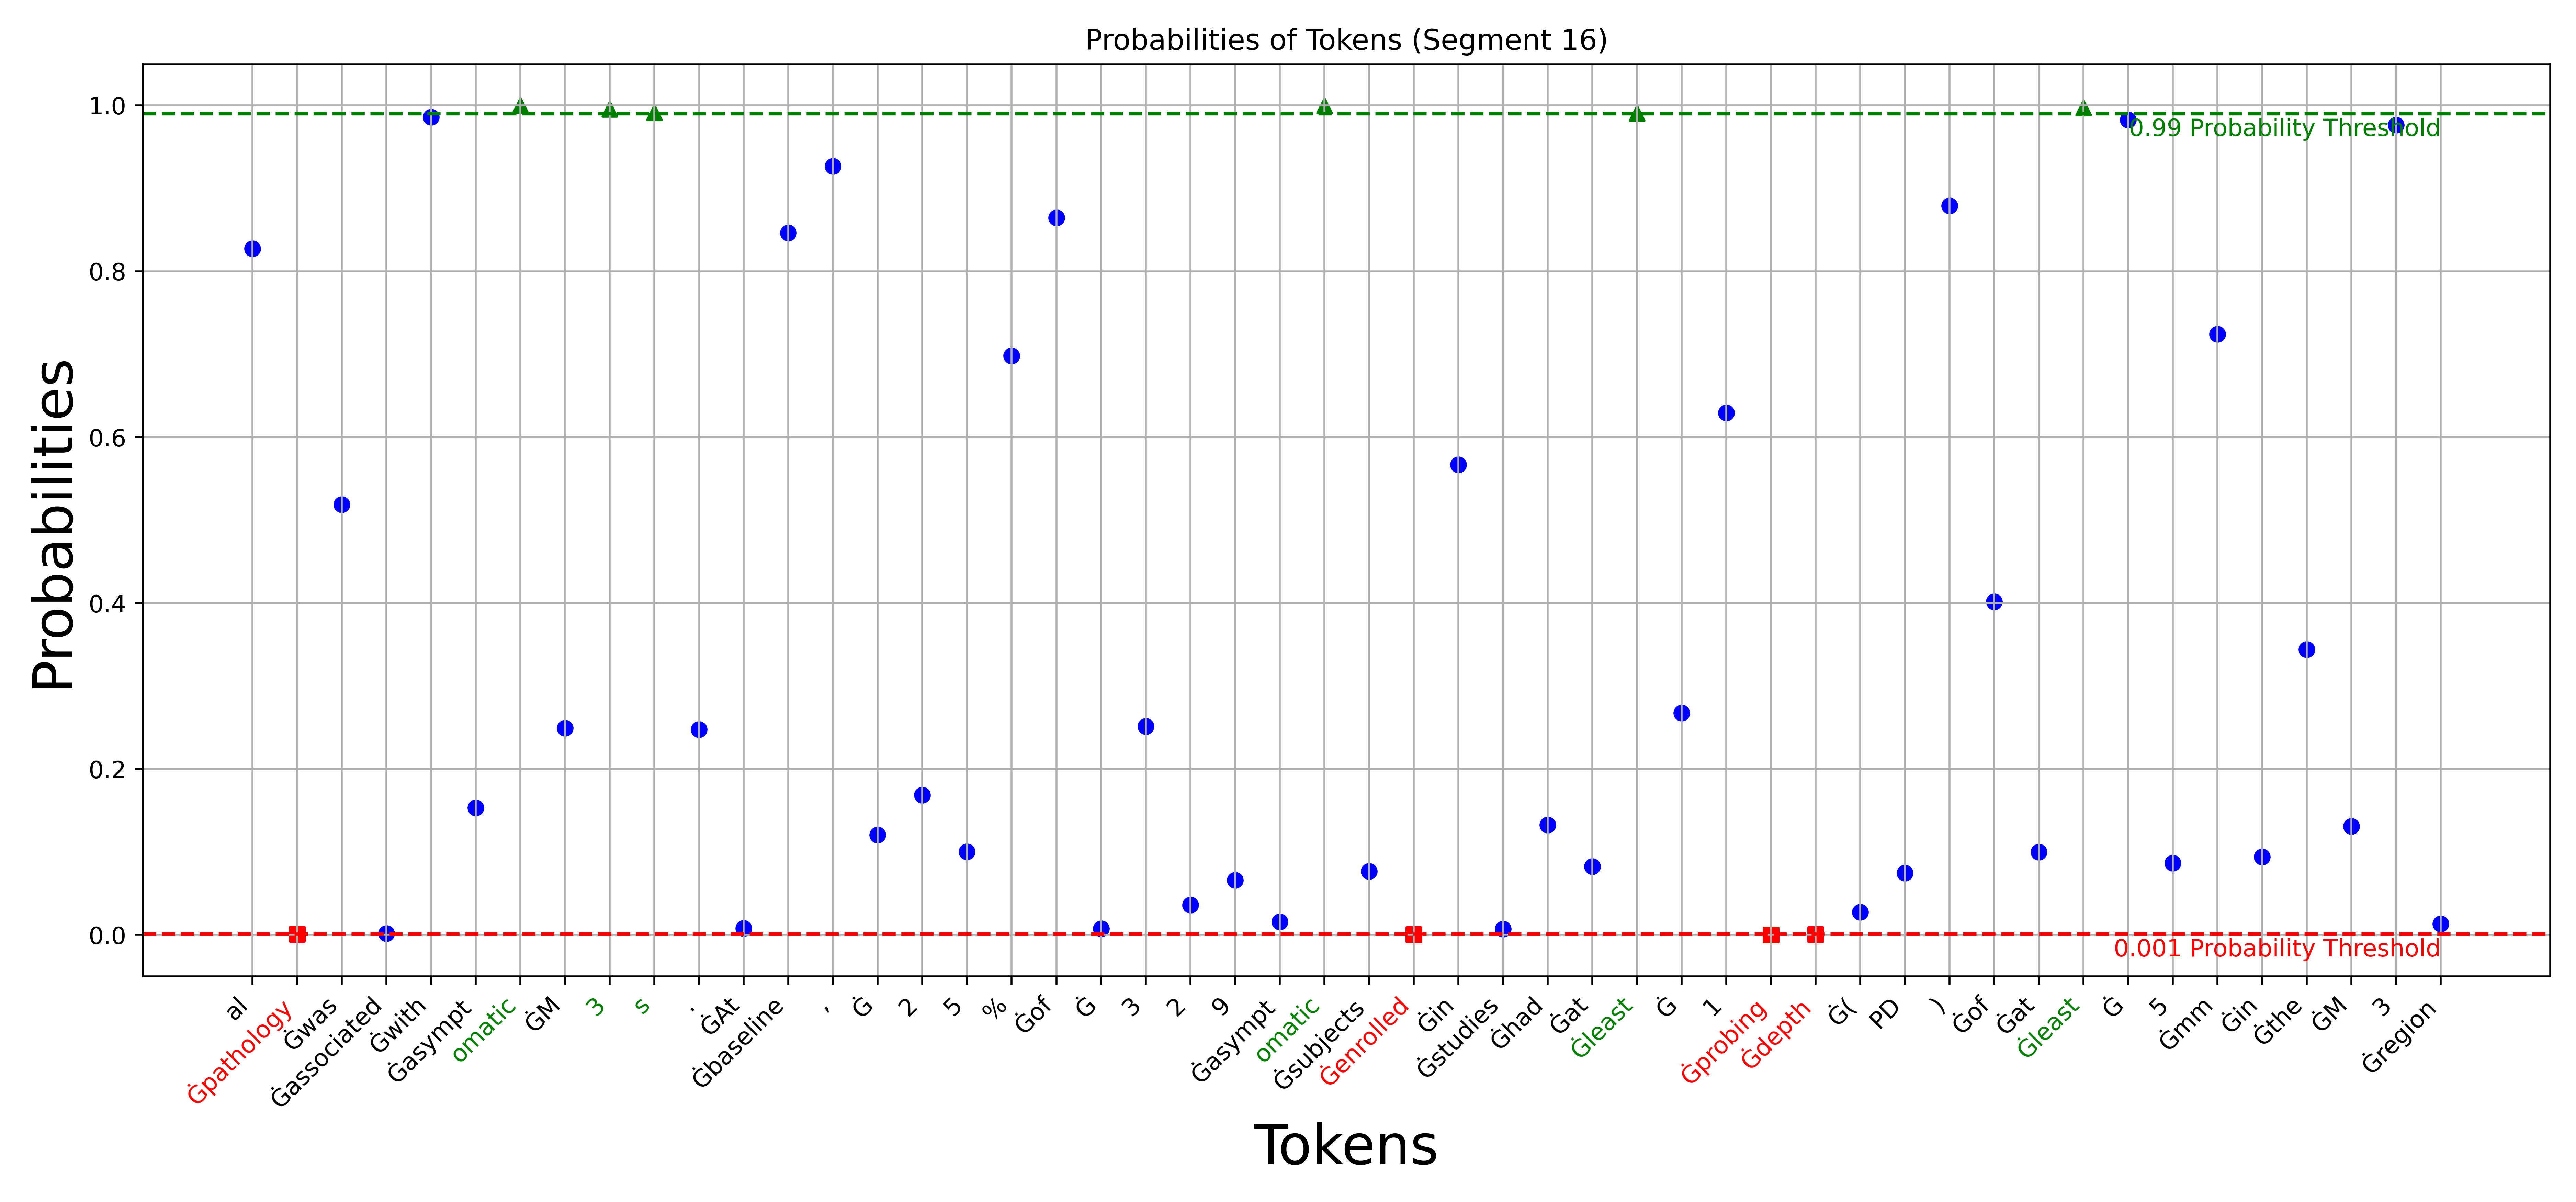 Probabilities of Tokens (Segment 16)
Probabilities
1.0
0.8
0.6
0.4
0.2
0.0
0.99 Probability Threshold
0.001 Probability Threshold
al
Ġpathology
Ġwas
Ġassociated
Ġwith
Ġasympt
omatic
ĠM
3
s
.
ĠAt
Ġbaseline
,
Ġ
2
5
%
Ġof
Ġ
3
2
9
Ġasympt
omatic
Ġsubjects
Ġenrolled
Ġin
Ġstudies
Ġhad
Ġat
Ġleast
Ġ
1
Ġprobing
Ġdepth
Ġ(
PD
)
Ġof
Ġat
Ġleast
Ġ
5
Ġmm
Ġin
Ġthe
ĠM
3
Ġregion
Tokens